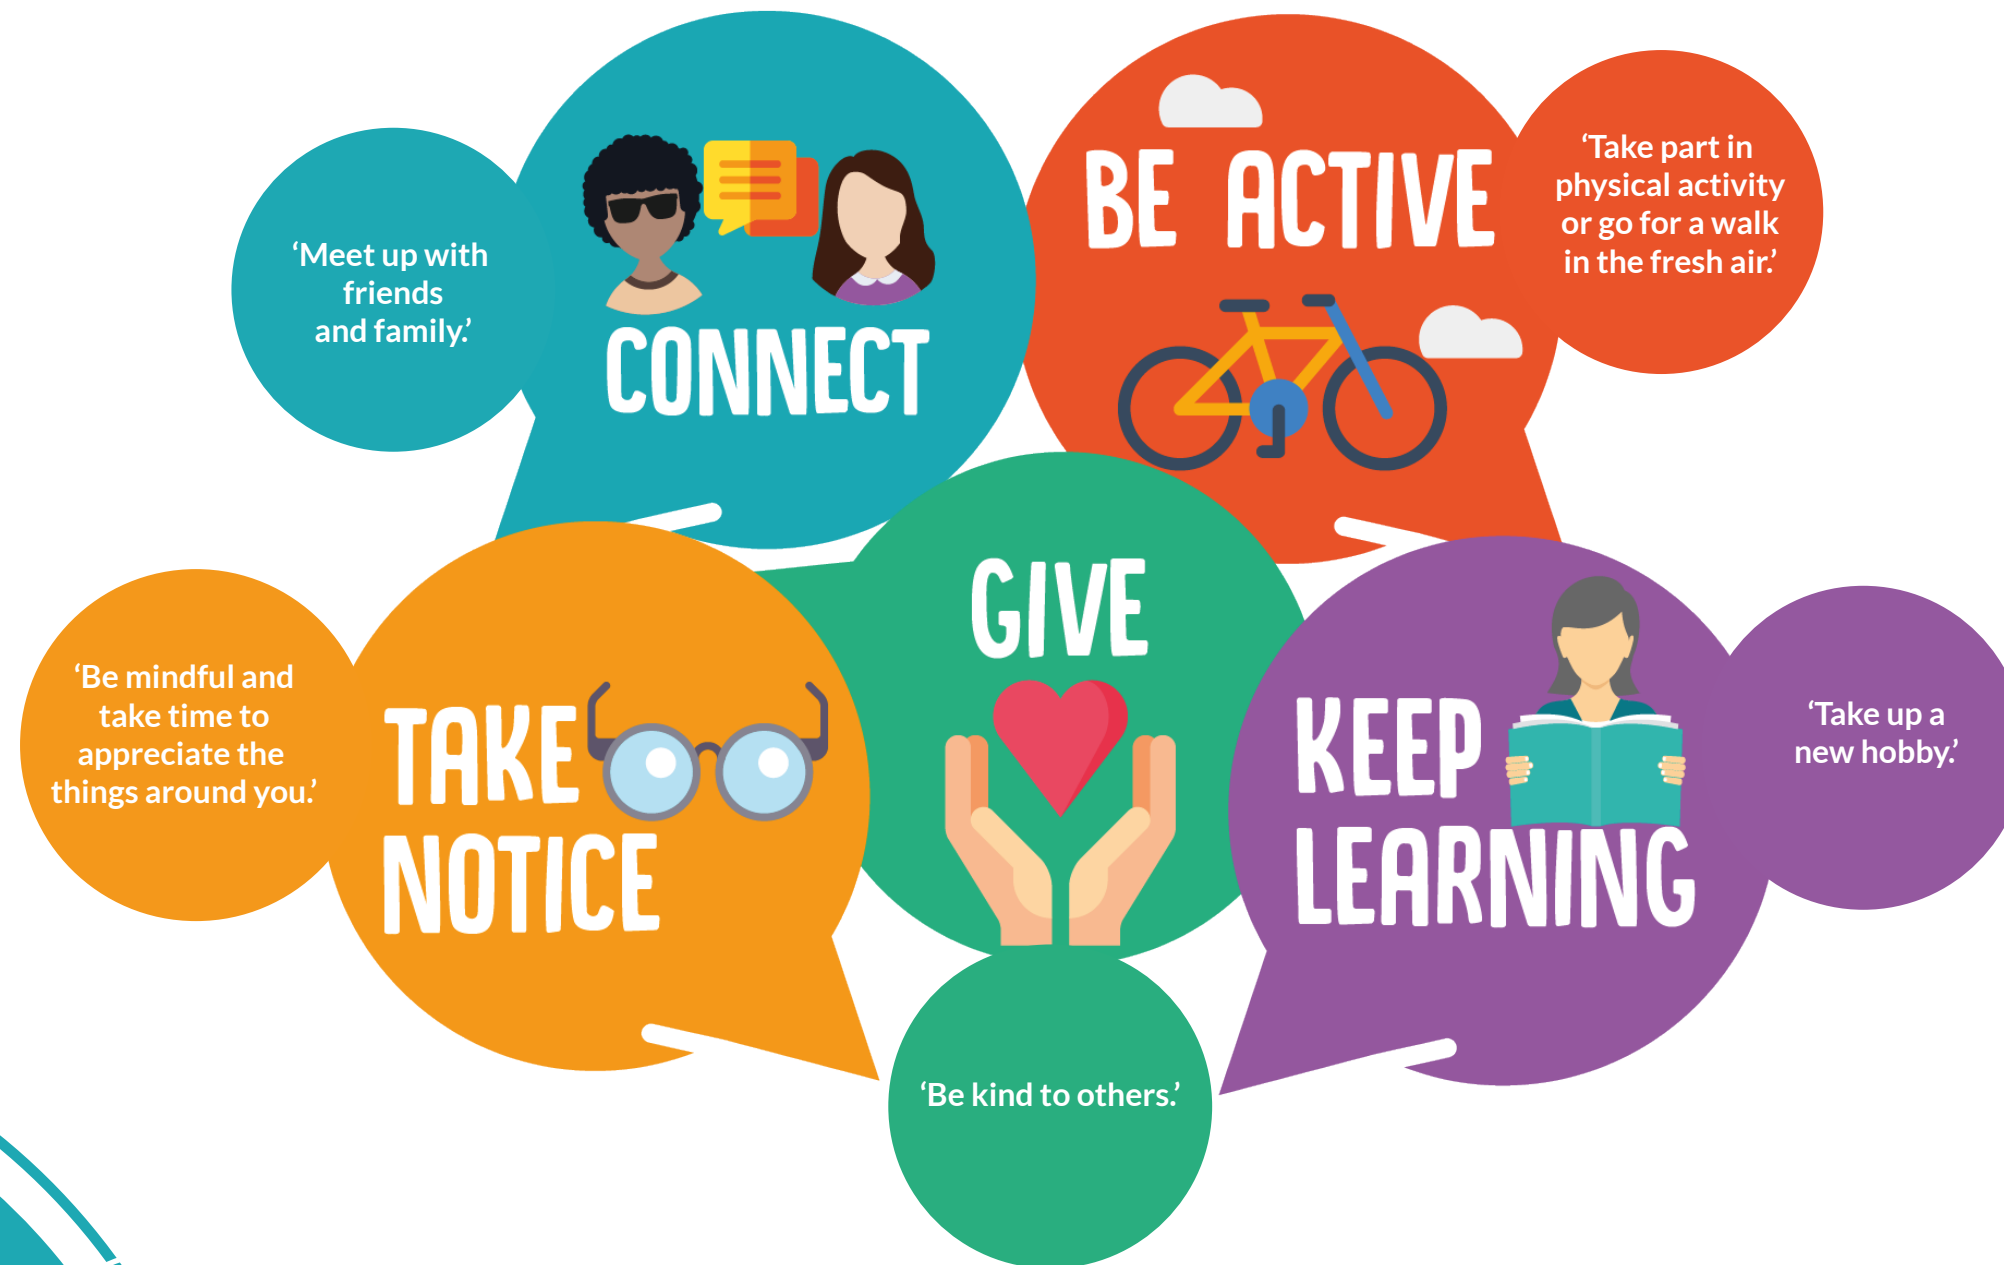 'Meet up with
friends
and family.'
CONNECT
BE ACTIVE
'Take part in
physical activity
or go for a walk
in the fresh air.'
'Be mindful and
take time to
appreciate the
things around you.'
TAKE
NOTICE
GIVE
'Be kind to others.'
KEEP
LEARNING
'Take up a
new hobby.'